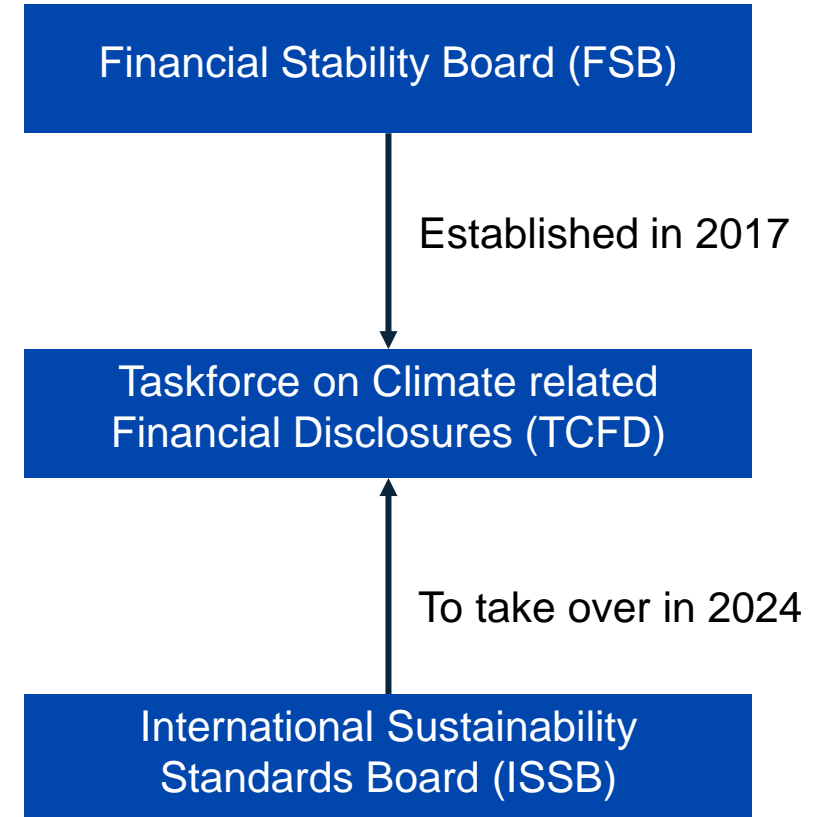 Financial Stability Board (FSB)
Established in 2017
Taskforce on Climate related
Financial Disclosures (TCFD)
To take over in 2024
International Sustainability
Standards Board (ISSB)